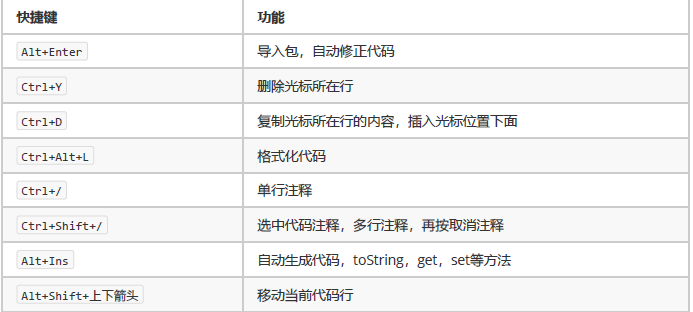 快捷键 功能
Alt+Enter 导入包，自动修正代码
Ctrl+Y 删除光标所在行
Ctrl+D 复制光标所在行的内容，插入光标位置下面
Ctrl+Alt+L 格式化代码
Ctrl+/ 单行注释
Ctrl+Shift+/ 选中代码注释，多行注释，再按取消注释
Alt+Ins 自动生成代码，toString，get，set等方法
Alt+Shift+上下箭头 移动当前代码行